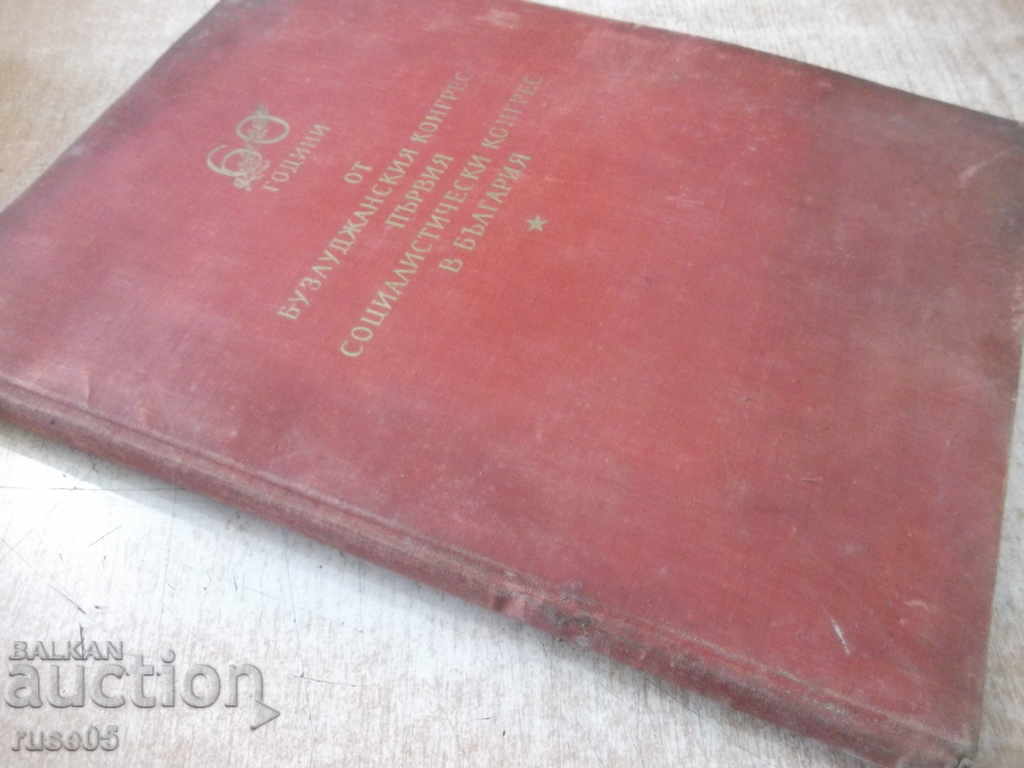 60
ГОДИНИ
ОТ
БУЗЛУДЖАНСКИЯ КОНГРЕС
ПЪРВИЯ
СОЦИАЛИСТИЧЕСКИ КОНГРЕС
В БЪЛГАРИЯ
BALKAN
auction
ruse05